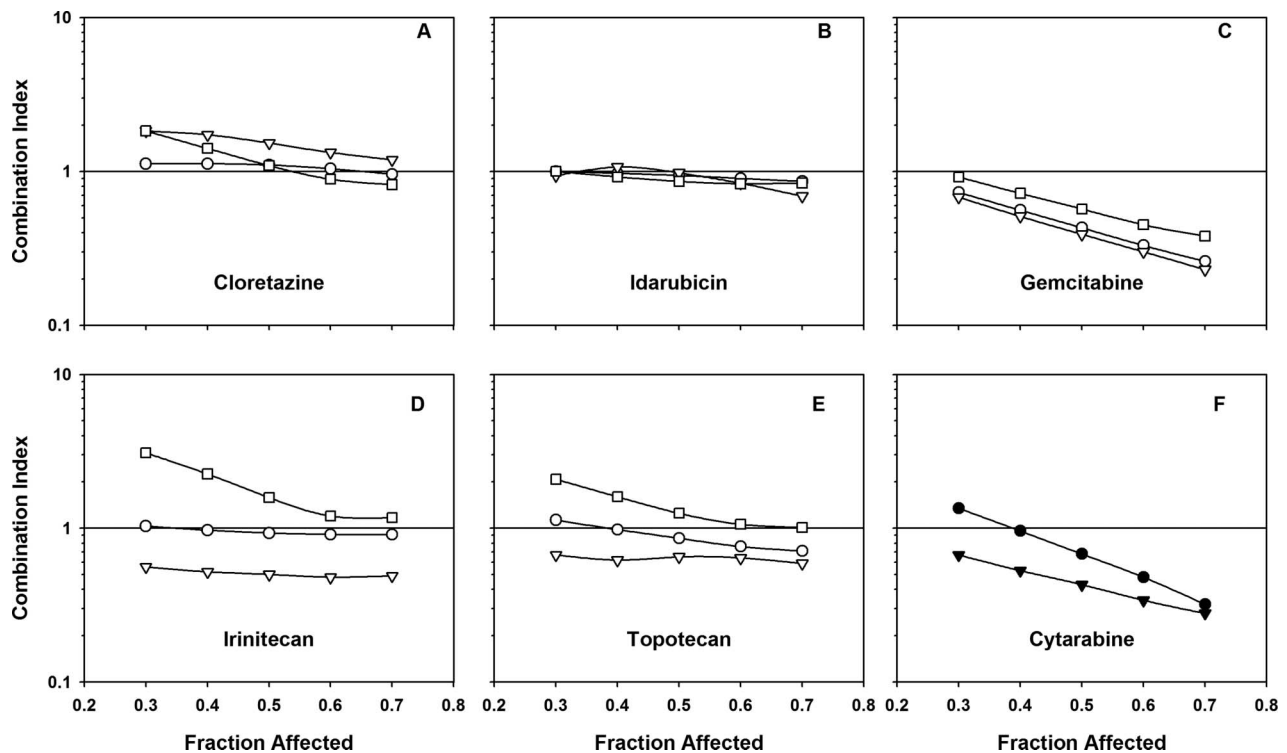 A
B
C
10
1
0.1
Combination Index
Cloretazine
Idarubicin
Gemcitabine
D
E
F
10
1
0.1
Combination Index
Irinitecan
Topotecan
Cytarabine
0.2 0.3 0.4 0.5 0.6 0.7 0.8
0.2 0.3 0.4 0.5 0.6 0.7 0.8
0.2 0.3 0.4 0.5 0.6 0.7 0.8
Fraction Affected
Fraction Affected
Fraction Affected